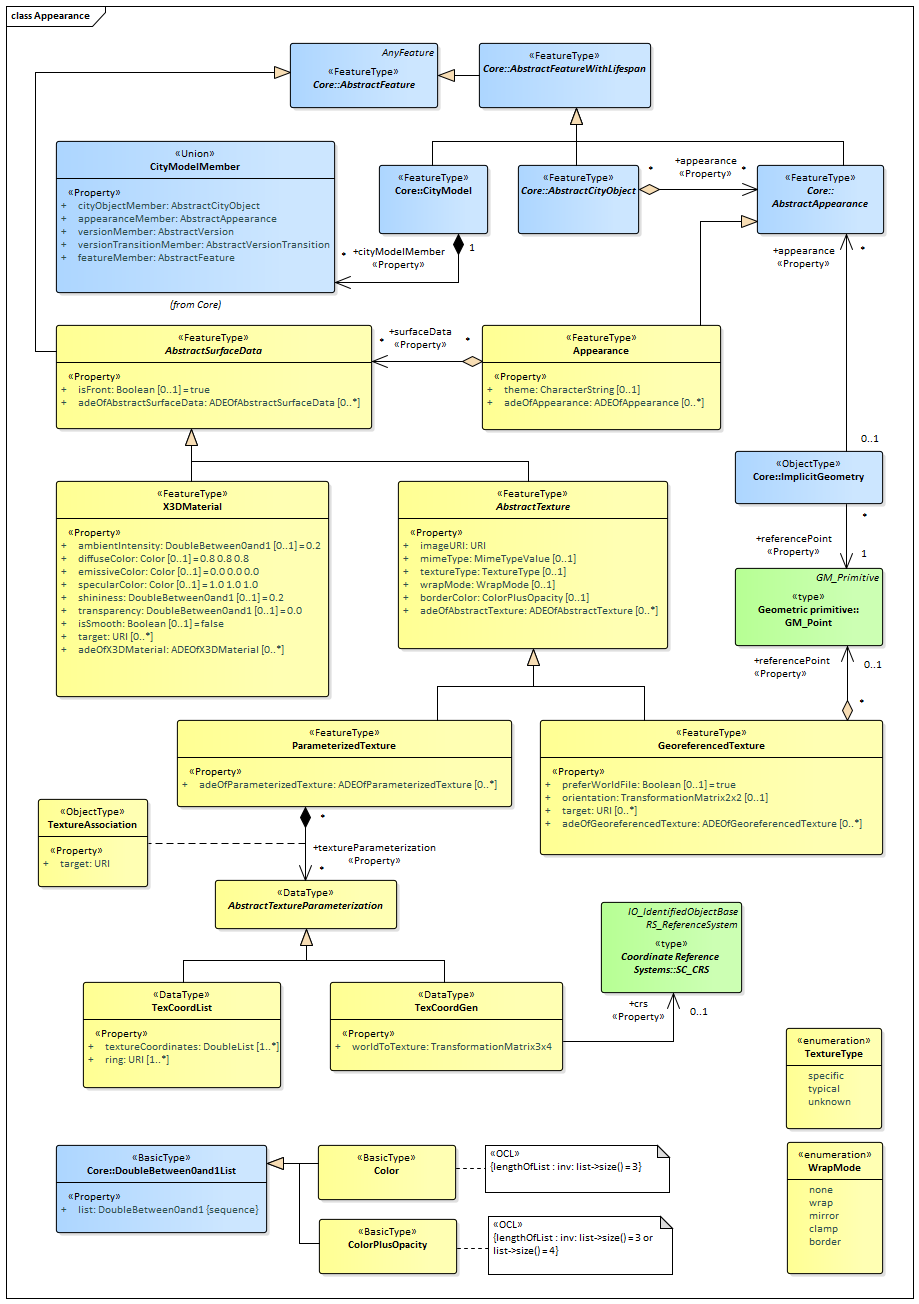 class Appearance
AnyFeature
«FeatureType»
Core::AbstractFeature
«FeatureType»
Core::AbstractFeatureWithLifespan
«Union»
CityModelMember
«Property»
+ cityObjectMember: AbstractCityObject
+ appearanceMember: AbstractAppearance
+ versionMember: AbstractVersion
+ versionTransitionMember: AbstractVersionTransition
+ featureMember: AbstractFeature
(from Core)
«FeatureType»
Core::CityModel
1
* +cityModelMember
«Property»
«FeatureType»
Core::AbstractCityObject
* +appearance *
«Property»
«FeatureType»
Core::
AbstractAppearance
+appearance *
«Property»
0..1
«FeatureType»
AbstractSurfaceData
«Property»
+ isFront: Boolean [0..1] = true
+ adeOfAbstractSurfaceData: ADEOfAbstractSurfaceData [0..*]
* +surfaceData *
«Property»
«FeatureType»
Appearance
«Property»
+ theme: CharacterString [0..1]
+ adeOfAppearance: ADEOfAppearance [0..*]
«ObjectType»
Core::ImplicitGeometry
*
+referencePoint
«Property» 1
GM_Primitive
«type»
Geometric primitive::
GM_Point
+referencePoint 0..1
«Property»
*
«FeatureType»
X3DMaterial
«Property»
+ ambientIntensity: DoubleBetween0and1 [0..1] = 0.2
+ diffuseColor: Color [0..1] = 0.8 0.8 0.8
+ emissiveColor: Color [0..1] = 0.0 0.0 0.0
+ specularColor: Color [0..1] = 1.0 1.0 1.0
+ shininess: DoubleBetween0and1 [0..1] = 0.2
+ transparency: DoubleBetween0and1 [0..1] = 0.0
+ isSmooth: Boolean [0..1] = false
+ target: URI [0..*]
+ adeOfX3DMaterial: ADEOfX3DMaterial [0..*]
«FeatureType»
AbstractTexture
«Property»
+ imageURI: URI
+ mimeType: MimeTypeValue [0..1]
+ textureType: TextureType [0..1]
+ wrapMode: WrapMode [0..1]
+ borderColor: ColorPlusOpacity [0..1]
+ adeOfAbstractTexture: ADEOfAbstractTexture [0..*]
«FeatureType»
ParameterizedTexture
«Property»
+ adeOfParameterizedTexture: ADEOfParameterizedTexture [0..*]
«FeatureType»
GeoreferencedTexture
«Property»
+ preferWorldFile: Boolean [0..1] = true
+ orientation: TransformationMatrix2x2 [0..1]
+ target: URI [0..*]
+ adeOfGeoreferencedTexture: ADEOfGeoreferencedTexture [0..*]
«ObjectType»
TextureAssociation
«Property»
+ target: URI
*
+textureParameterization
«Property»
*
«DataType»
AbstractTextureParameterization
IO_IdentifiedObjectBase
RS_ReferenceSystem
«type»
Coordinate Reference
Systems::SC_CRS
+crs 0..1
«Property»
«DataType»
TexCoordList
«Property»
+ textureCoordinates: DoubleList [1..*]
+ ring: URI [1..*]
«DataType»
TexCoordGen
«Property»
+ worldToTexture: TransformationMatrix3x4
«enumeration»
TextureType
specific
typical
unknown
«BasicType»
Core::DoubleBetween0and1List
«Property»
+ list: DoubleBetween0and1 {sequence}
«BasicType»
Color
«OCL»
{lengthOfList : inv: list->size() = 3}
«BasicType»
ColorPlusOpacity
«OCL»
{lengthOfList : inv: list->size() = 3 or
list->size() = 4}
«enumeration»
WrapMode
none
wrap
mirror
clamp
border